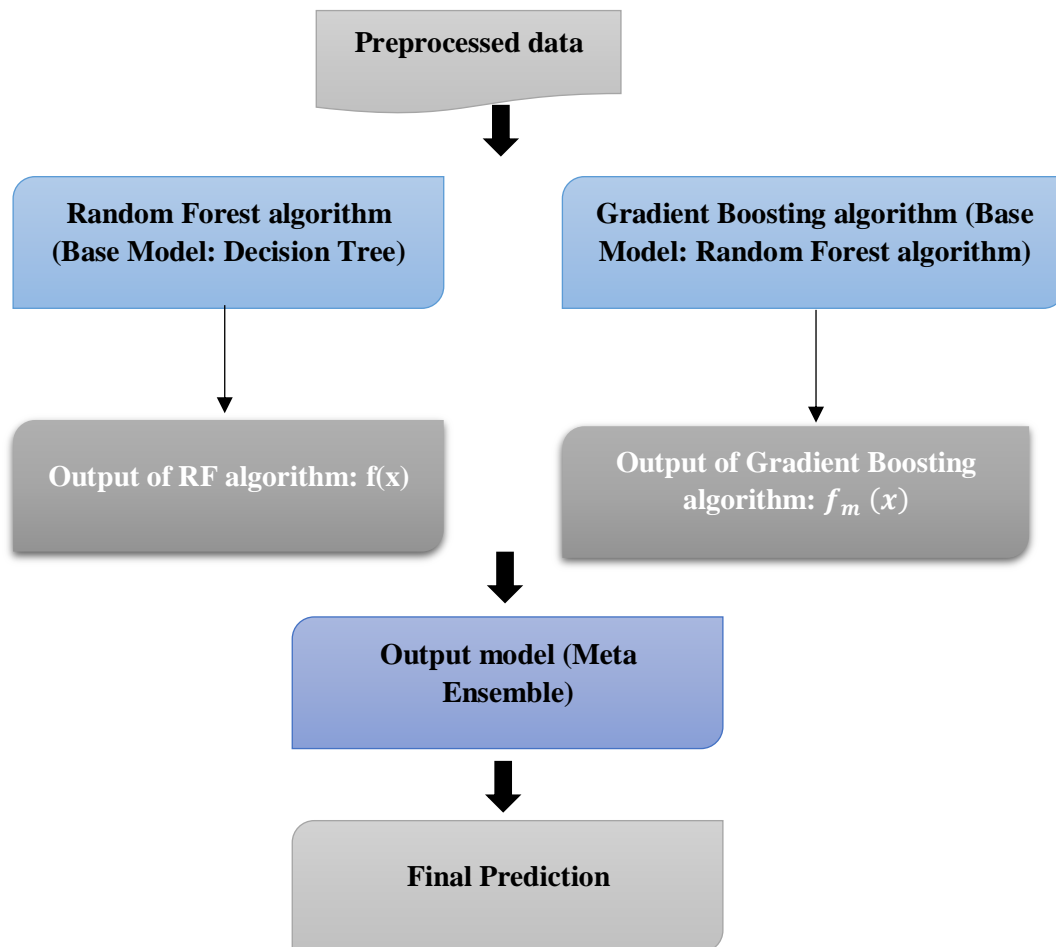 Preprocessed data
Random Forest algorithm
(Base Model: Decision Tree)
Gradient Boosting algorithm (Base
Model: Random Forest algorithm)
Output of RF algorithm: f(x)
Output of Gradient Boosting
algorithm: 𝒇𝒎 (𝒙)
Output model (Meta
Ensemble)
Final Prediction